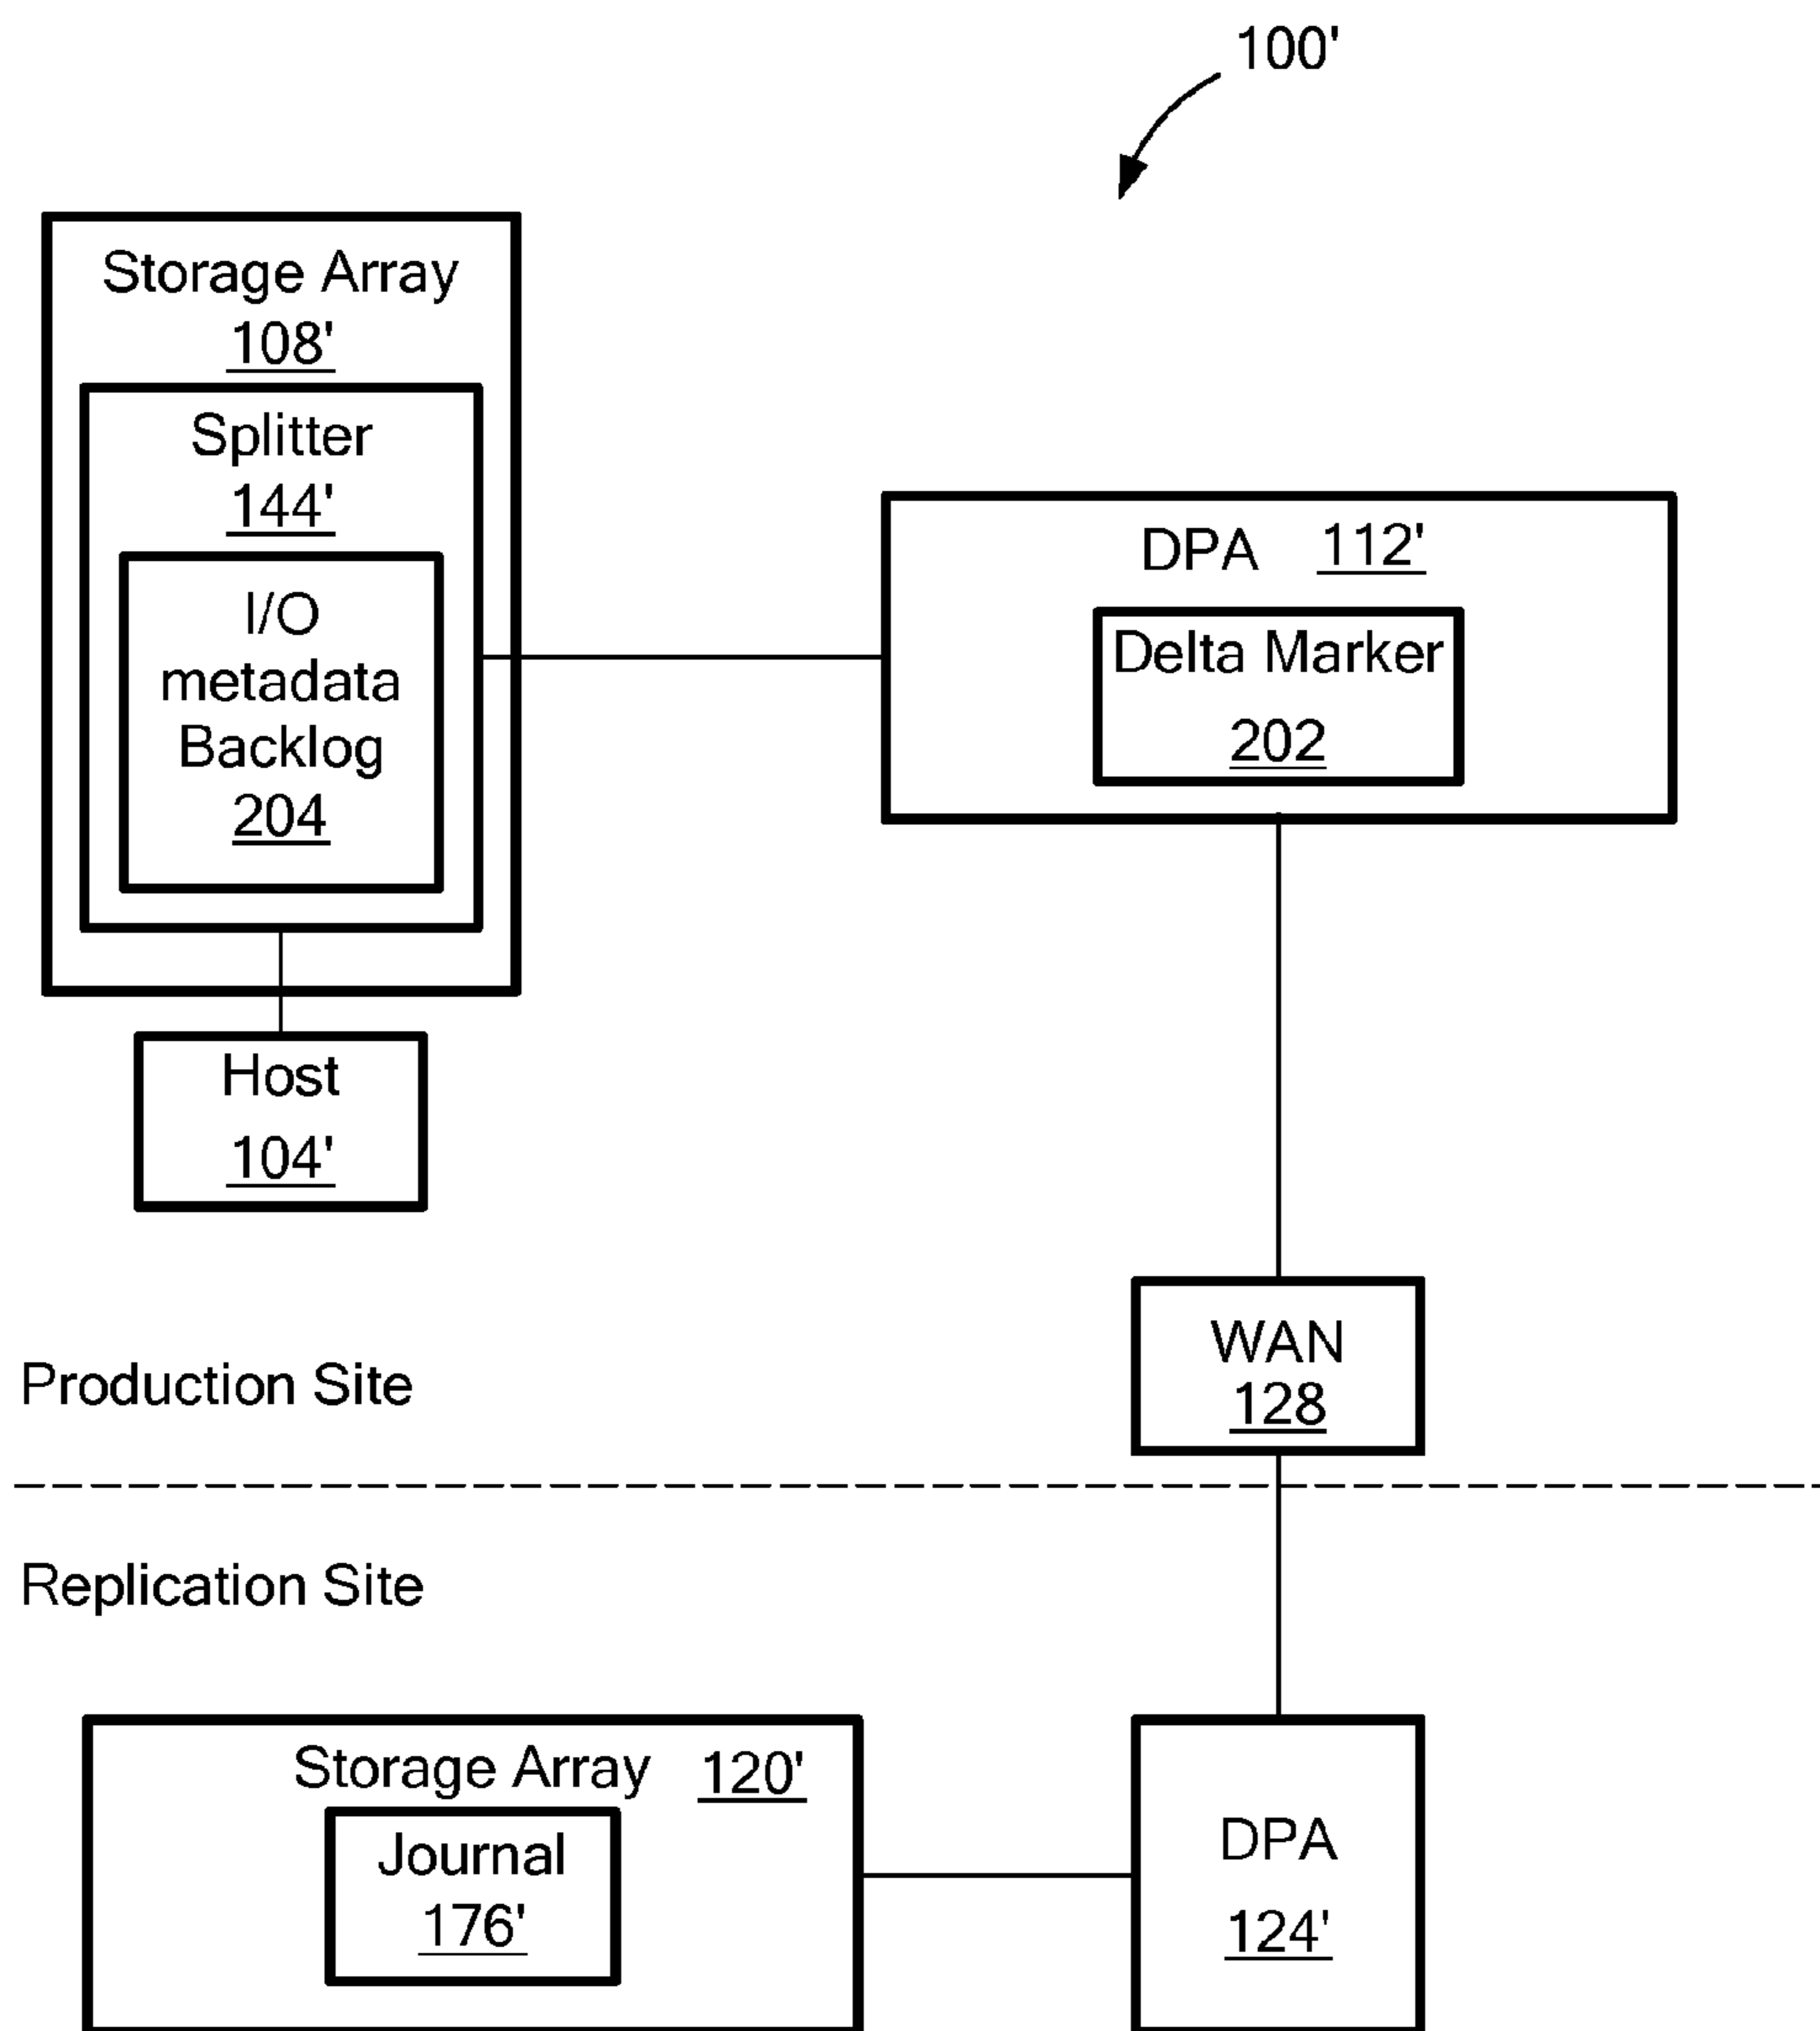 100'
Storage Array
108'
Splitter
144'
I/O
metadata
Backlog
204
DPA 112'
Delta Marker
202
Host
104'
WAN
128
Production Site
Replication Site
Storage Array 120'
Journal
176'
DPA
124'